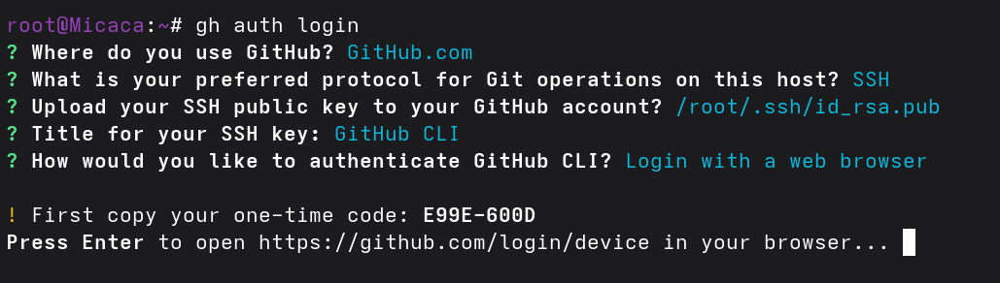 root@Micaca:~# gh auth login
? Where do you use GitHub? GitHub.com
? What is your preferred protocol for Git operations on this host? SSH
? Upload your SSH public key to your GitHub account? /root/.ssh/id_rsa.pub
? Title for your SSH key: GitHub CLI
? How would you like to authenticate GitHub CLI? Login with a web browser
! First copy your one-time code: E99E-600D
Press Enter to open https://github.com/login/device in your browser...